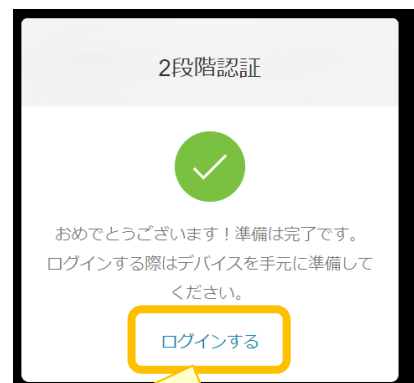 2段階認証
おめでとうございます！準備は完了です。
ログインする際はデバイスを手元に準備して
ください。
ログインする